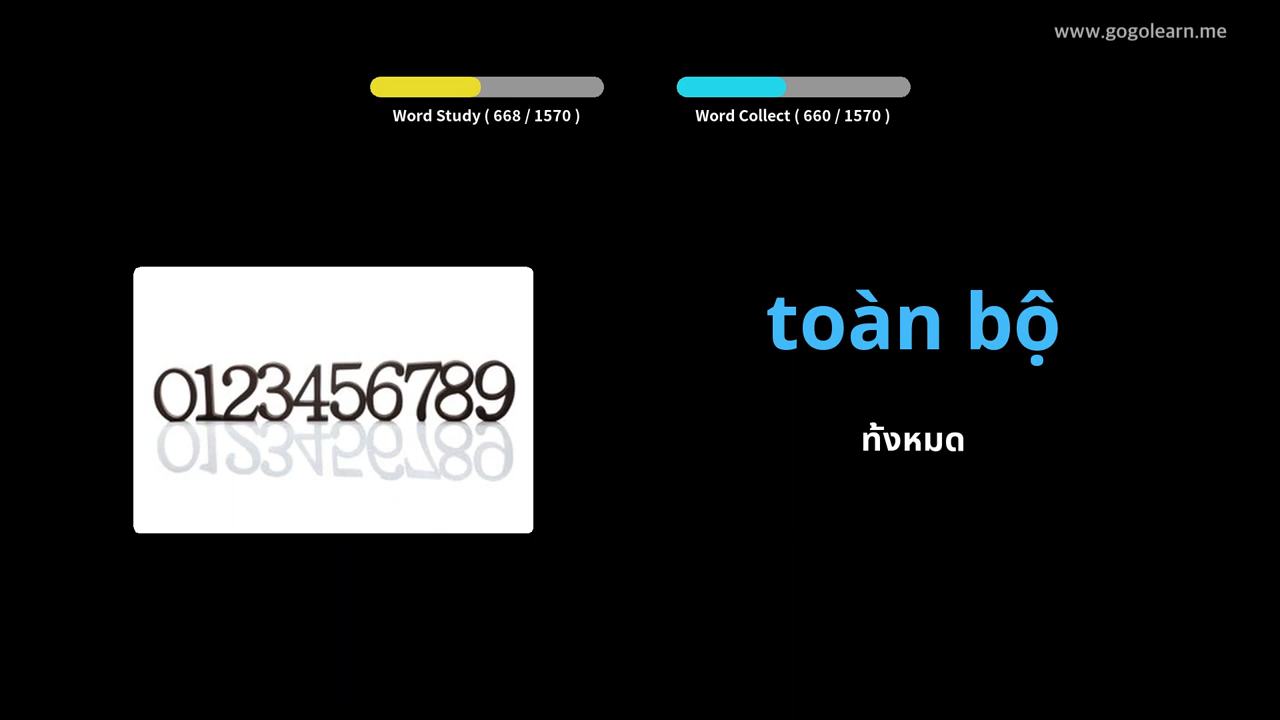 www.gogolearn.me
Word Study ( 668 / 1570 )
Word Collect ( 660 / 1570 )
0123456789
toàn bộ
ทั้งหมด